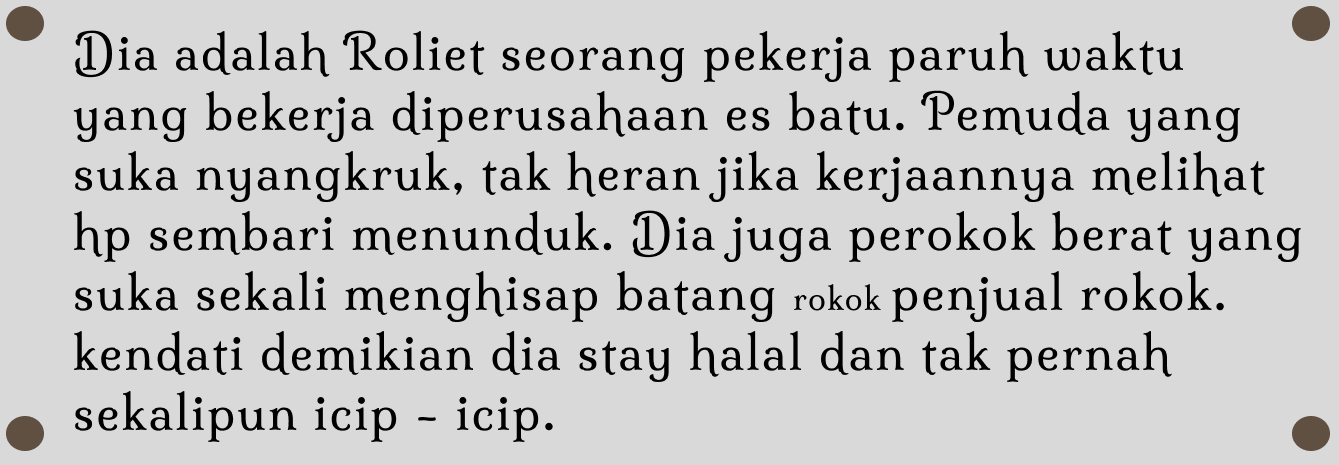 Dia adalah Roliet seorang pekerja paruh waktu
yang bekerja diperusahaan es batu. Pemuda yang
suka nyangkruk, tak heran jika kerjaannya melihat
hp sembari menunduk. Dia juga perokok berat yang
suka sekali menghisap batang rokok penjual rokok.
kendati demikian dia stay halal dan tak pernah
sekalipun icip - icip.